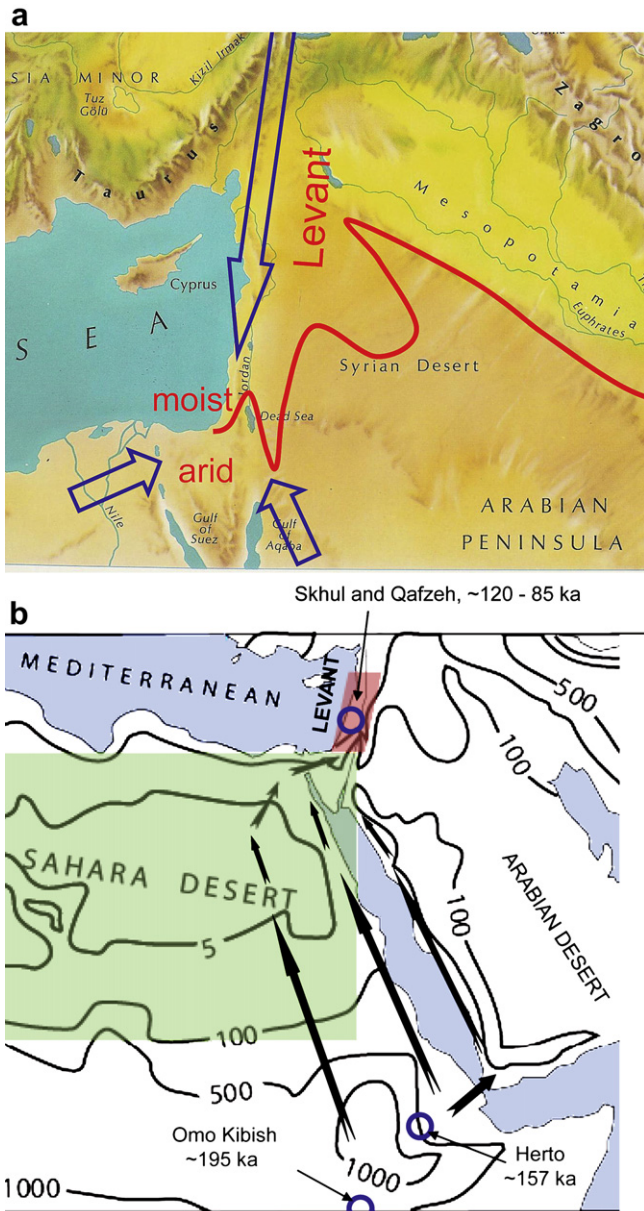 a
SIA MINOR
Kizil Irmak
Tuz
Gölü
Taurus
Zagro
Levant
Mesopotamia
Cyprus
SEA
Euphrates
Syrian Desert
Jordan
moist
Dead Sea
arid
Nile
Gulf
of
Suez
Gulf
of
Aqaba
ARABIAN
PENINSULA
b
Skhul and Qafzeh, ~120 - 85 ka
MEDITERRANEAN
LEVANT
500
100
SAHARA DESERT
ARABIAN DESERT
100
5
100
500
Omo Kibish
~195 ka
Herto
~157 ka
1000
1000